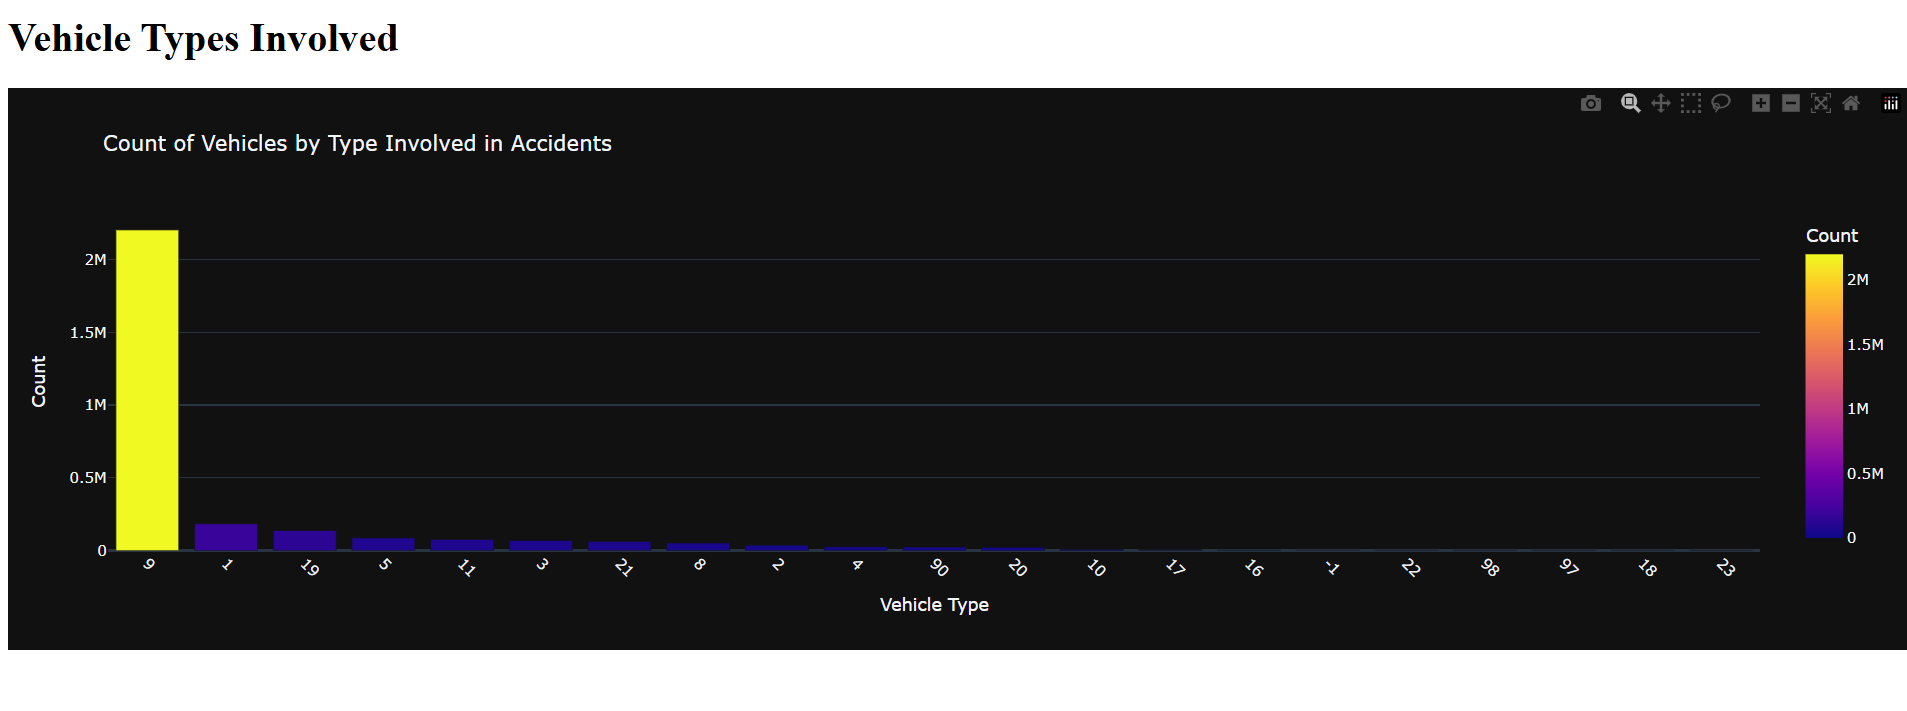 Vehicle Types Involved
Count of Vehicles by Type Involved in Accidents
Count
2M
1.5M
1M
0.5M
0
9 1 19 5 11 3 21 8 2 4 90 20 10 17 16 -1 22 98 97 18 23
Vehicle Type
Count
2M
1.5M
1M
0.5M
0